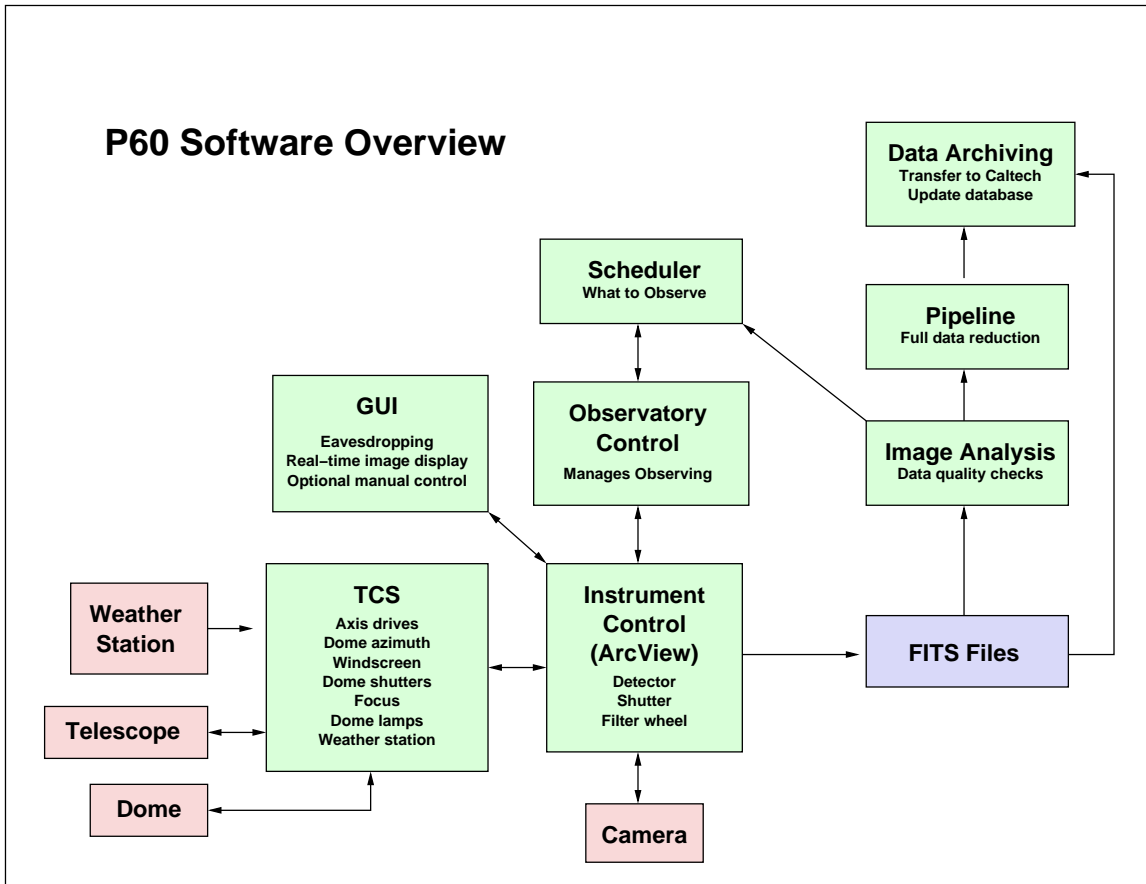 P60 Software Overview
Data Archiving
Transfer to Caltech
Update database
Scheduler
What to Observe
Pipeline
Full data reduction
GUI
Eavesdropping
Real–time image display
Optional manual control
Observatory
Control
Manages Observing
Image Analysis
Data quality checks
Weather
Station
TCS
Axis drives
Dome azimuth
Windscreen
Dome shutters
Focus
Dome lamps
Weather station
Instrument
Control
(ArcView)
Detector
Shutter
Filter wheel
FITS Files
Telescope
Dome
Camera